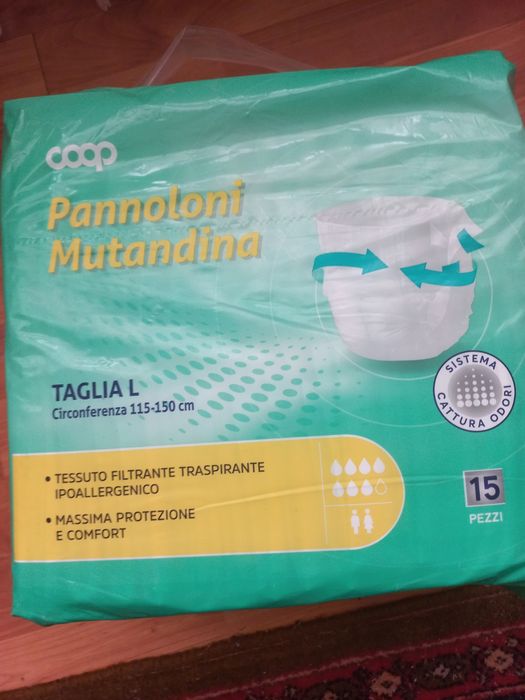 coop
Pannoloni
Mutandina
TAGLIA L
Circonferenza 115-150 cm
SISTEMA
CATTURA ODORI
• TESSUTO FILTRANTE TRASPIRANTE
IPOALLERGENICO
• MASSIMA PROTEZIONE
E COMFORT
15
PEZZI